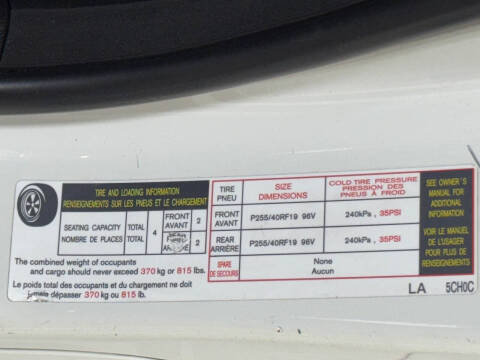 TIRE AND LOADING INFORMATION
RENSEIGNEMENTS SUR LES PNEUS ET LE CHARGEMENT
SEATING CAPACITY TOTAL 4 FRONT AVANT 2
NOMBRE DE PLACES TOTAL 2
The combined weight of occupants
and cargo should never exceed 370 kg or 815 lbs.
Le poids total des occupants et du chargement ne doit
jamais dépasser 370 kg ou 815 lb.
TIRE
PNEU
SIZE
DIMENSIONS
COLD TIRE PRESSURE
PRESSION DES
PNEUS À FROID
FRONT
AVANT
P255/40RF19 96V
240kPa , 35PSI
REAR
ARRIÈRE
P255/40RF19 96V
240kPa , 35PSI
SPARE
DE SECOURS
None
Aucun
SEE OWNER'S
MANUAL FOR
ADDITIONAL
INFORMATION
VOIR LE MANUEL
DE L'USAGER
POUR PLUS DE
RENSEIGNEMENTS
LA 5CH0C